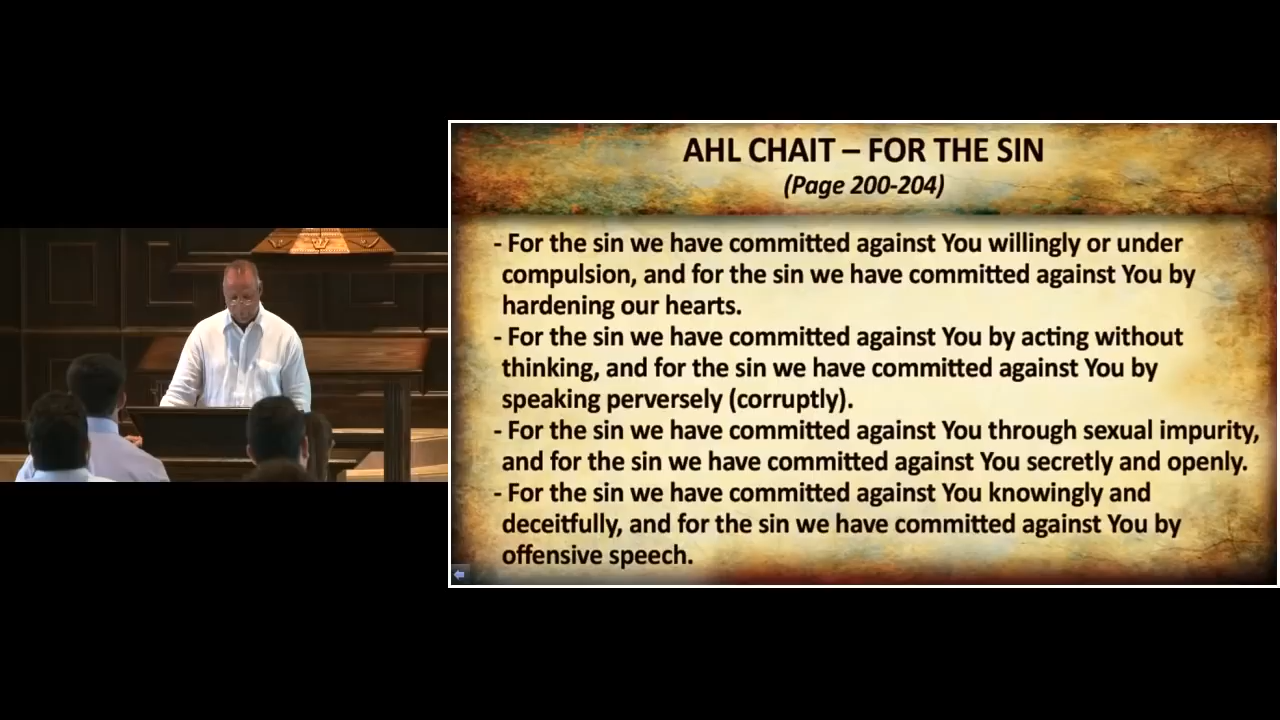 AHL CHAIT – FOR THE SIN
(Page 200-204)
- For the sin we have committed against You willingly or under
compulsion, and for the sin we have committed against You by
hardening our hearts.
- For the sin we have committed against You by acting without
thinking, and for the sin we have committed against You by
speaking perversely (corruptly).
- For the sin we have committed against You through sexual impurity,
and for the sin we have committed against You secretly and openly.
- For the sin we have committed against You knowingly and
deceitfully, and for the sin we have committed against You by
offensive speech.